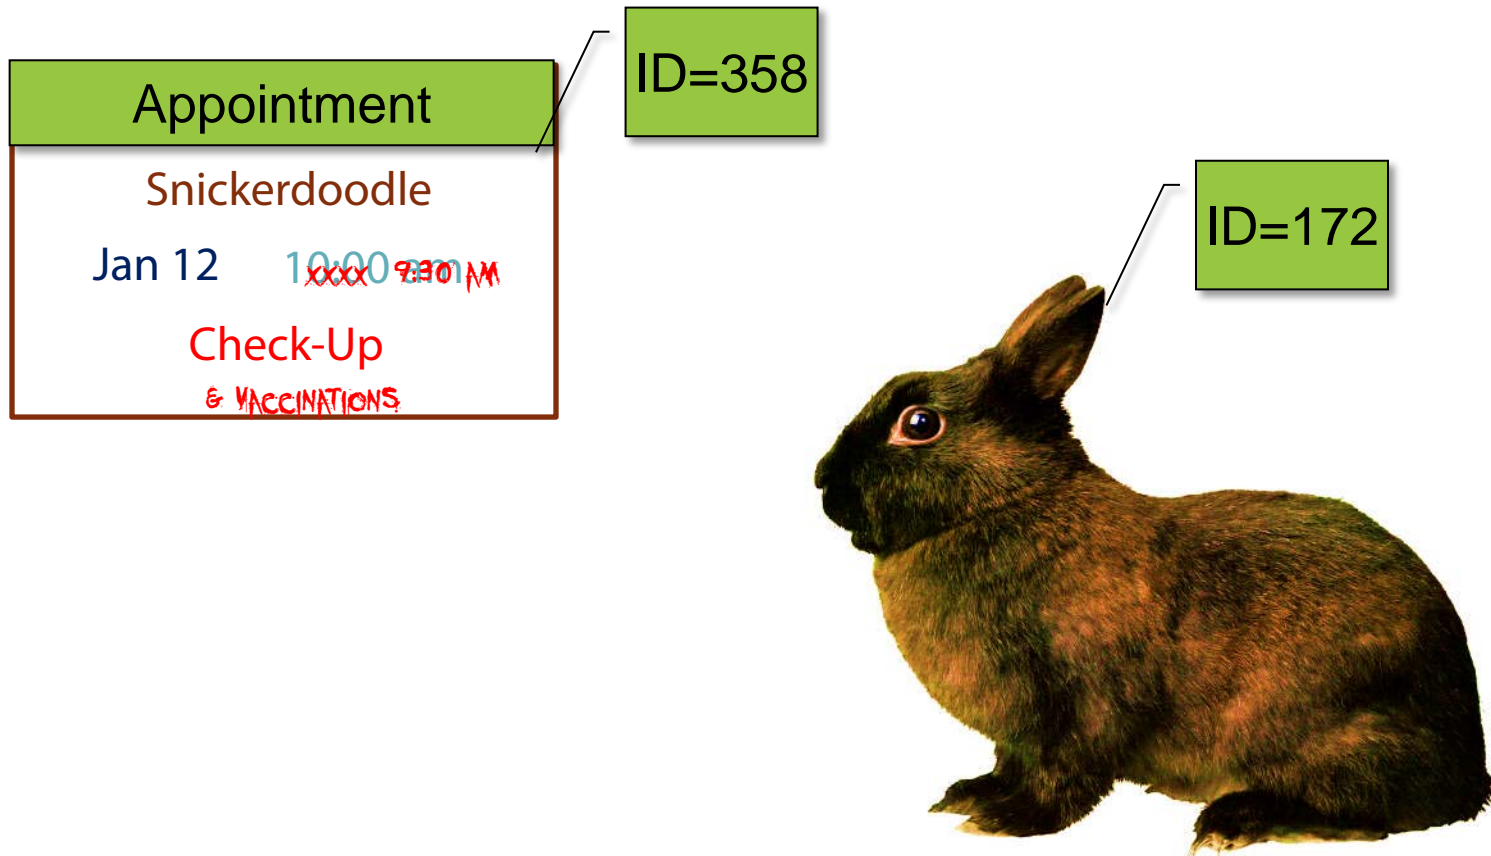 Appointment
ID=358
Snickerdoodle
Jan 12 10:00 am xxxx 9:30 AM
Check-Up
& VACCINATIONS
ID=172